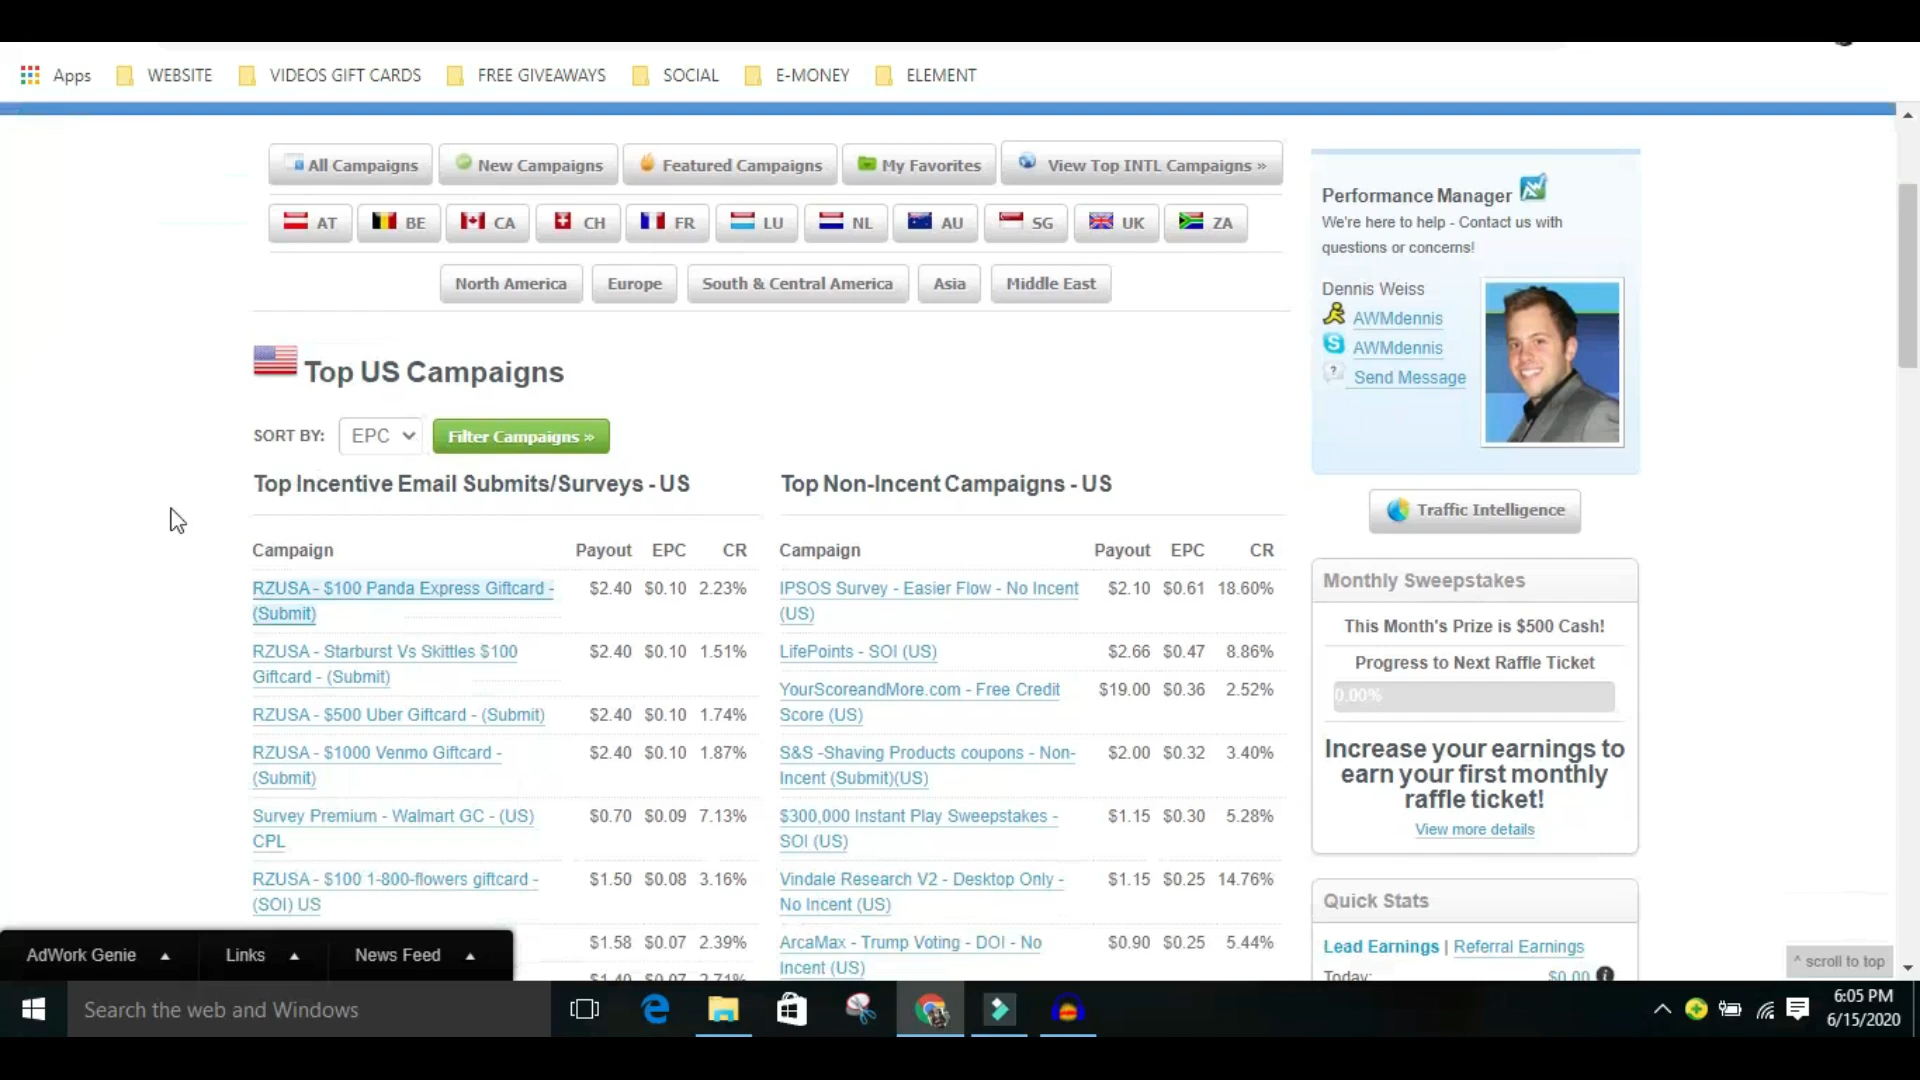 Apps WEBSITE VIDEOS GIFT CARDS FREE GIVEAWAYS SOCIAL E-MONEY ELEMENT
All Campaigns New Campaigns Featured Campaigns My Favorites View Top INTL Campaigns »
AT BE CA CH FR LU NL AU SG UK ZA
North America Europe South & Central America Asia Middle East
Top US Campaigns
SORT BY: EPC Filter Campaigns »
Top Incentive Email Submits/Surveys - US
Campaign Payout EPC CR
RZUSA - $100 Panda Express Giftcard - $2.40 $0.10 2.23%
(Submit)
RZUSA - Starburst Vs Skittles $100 $2.40 $0.10 1.51%
Giftcard - (Submit)
RZUSA - $500 Uber Giftcard - (Submit) $2.40 $0.10 1.74%
RZUSA - $1000 Venmo Giftcard - $2.40 $0.10 1.87%
(Submit)
Survey Premium - Walmart GC - (US) $0.70 $0.09 7.13%
CPL
RZUSA - $100 1-800-flowers giftcard - $1.50 $0.08 3.16%
(SOI) US
$1.58 $0.07 2.39%
$1.40 $0.07 2.71%
Top Non-Incent Campaigns - US
Campaign Payout EPC CR
IPSOS Survey - Easier Flow - No Incent $2.10 $0.61 18.60%
(US)
LifePoints - SOI (US) $2.66 $0.47 8.86%
YourScoreandMore.com - Free Credit $19.00 $0.36 2.52%
Score (US)
S&S -Shaving Products coupons - Non- $2.00 $0.32 3.40%
Incent (Submit)(US)
$300,000 Instant Play Sweepstakes - $1.15 $0.30 5.28%
SOI (US)
Vindale Research V2 - Desktop Only - $1.15 $0.25 14.76%
No Incent (US)
ArcaMax - Trump Voting - DOI - No $0.90 $0.25 5.44%
Incent (US)
Performance Manager
We're here to help - Contact us with
questions or concerns!
Dennis Weiss
AWMdennis
AWMdennis
Send Message
Traffic Intelligence
Monthly Sweepstakes
This Month's Prize is $500 Cash!
Progress to Next Raffle Ticket
0.00%
Increase your earnings to
earn your first monthly
raffle ticket!
View more details
Quick Stats
Lead Earnings | Referral Earnings
Today: $0.00
^ scroll to top
AdWork Genie Links News Feed
Search the web and Windows
6:05 PM
6/15/2020